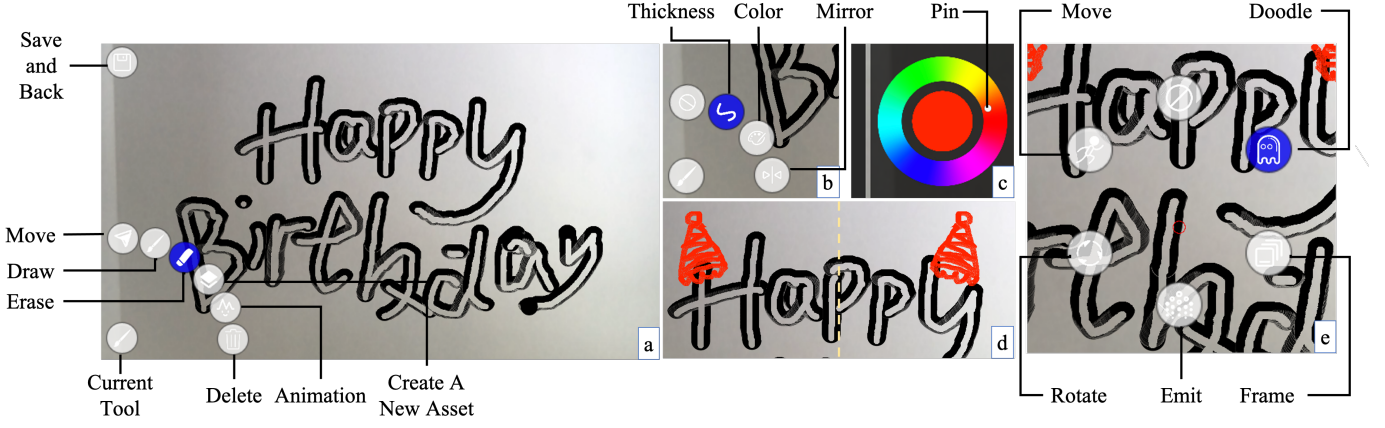 Thickness Color Mirror Pin Move Doodle
Save
and
Back
Happy
Birthday
Move
Draw
Erase
a
b
c
Happy
d
Happy
e
Current
Tool
Delete
Animation
Create A
New Asset
Rotate Emit Frame